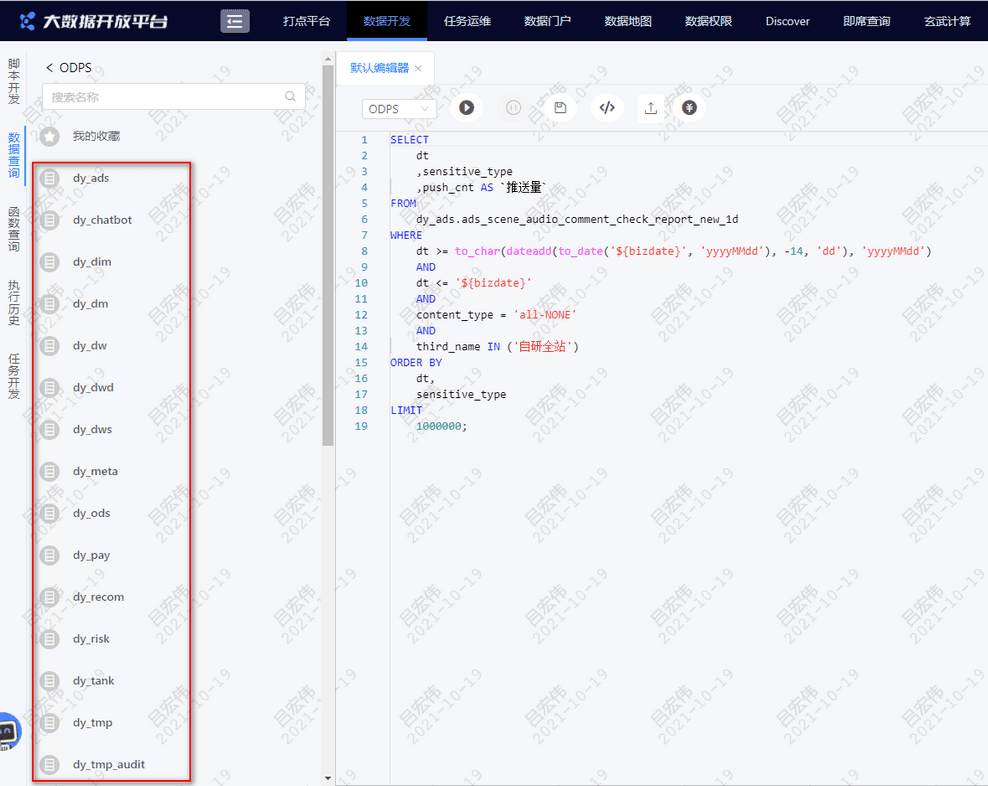 大数据开放平台
打点平台 数据开发 任务运维 数据门户 数据地图 数据权限 Discover 即席查询 玄武计算
脚本开发
数据查询
函数查询
执行历史
任务开发
ODPS
搜索名称
我的收藏
dy_ads
dy_chatbot
dy_dim
dy_dm
dy_dw
dy_dwd
dy_dws
dy_meta
dy_ods
dy_pay
dy_recom
dy_risk
dy_tank
dy_tmp
dy_tmp_audit
默认编辑器 ×
ODPS
1 SELECT
2 dt
3 ,sensitive_type
4 ,push_cnt AS `推送量`
5 FROM
6 dy_ads.ads_scene_audio_comment_check_report_new_1d
7 WHERE
8 dt >= to_char(dateadd(to_date('${bizdate}', 'yyyyMMdd'), -14, 'dd'), 'yyyyMMdd')
9 AND
10 dt <= '${bizdate}'
11 AND
12 content_type = 'all-NONE'
13 AND
14 third_name IN ('自研全站')
15 ORDER BY
16 dt,
17 sensitive_type
18 LIMIT
19 1000000;
吕宏伟
2021-10-19